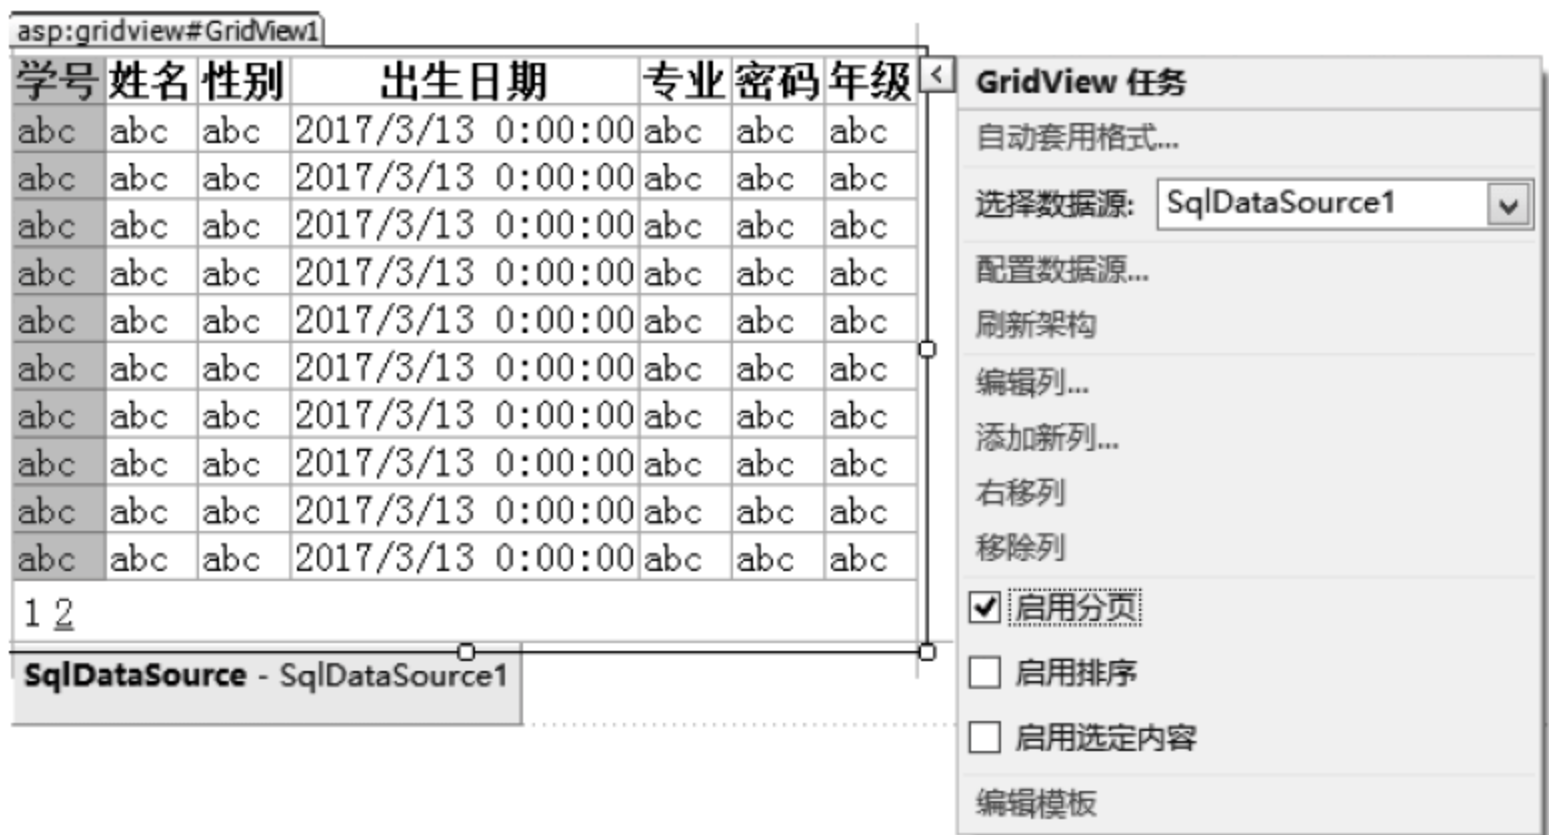 asp:gridview#GridView1
学号 姓名 性别 出生日期 专业 密码 年级
abc abc abc 2017/3/13 0:00:00 abc abc abc
abc abc abc 2017/3/13 0:00:00 abc abc abc
abc abc abc 2017/3/13 0:00:00 abc abc abc
abc abc abc 2017/3/13 0:00:00 abc abc abc
abc abc abc 2017/3/13 0:00:00 abc abc abc
abc abc abc 2017/3/13 0:00:00 abc abc abc
abc abc abc 2017/3/13 0:00:00 abc abc abc
abc abc abc 2017/3/13 0:00:00 abc abc abc
abc abc abc 2017/3/13 0:00:00 abc abc abc
abc abc abc 2017/3/13 0:00:00 abc abc abc
1 2
SqlDataSource - SqlDataSource1
GridView 任务
自动套用格式...
选择数据源: SqlDataSource1
配置数据源...
刷新架构
编辑列...
添加新列...
右移列
移除列
启用分页
启用排序
启用选定内容
编辑模板